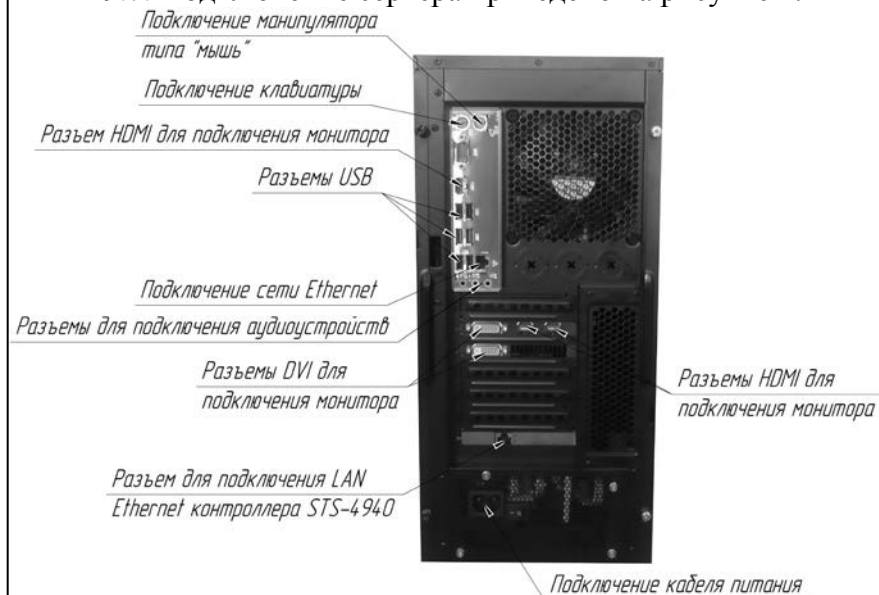 Подключение манипулятора
типа "мышь"
Подключение клавиатуры
Разъем HDMI для подключения монитора
Разъемы USB
Подключение сети Ethernet
Разъемы для подключения аудиоустройств
Разъемы DVI для
подключения монитора
Разъемы HDMI для
подключения монитора
Разъем для подключения LAN
Ethernet контроллера STS-4940
Подключение кабеля питания